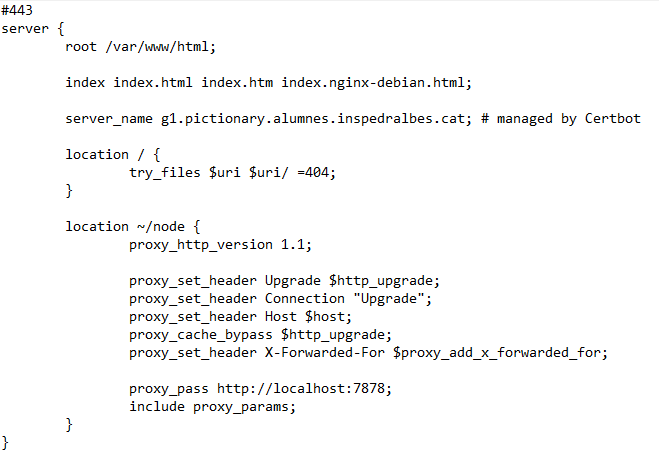 #443
server {
root /var/www/html;
index index.html index.htm index.nginx-debian.html;
server_name g1.pictionary.alumnes.inspedralbes.cat; # managed by Certbot
location / {
try_files $uri $uri/ =404;
}
location ~/node {
proxy_http_version 1.1;
proxy_set_header Upgrade $http_upgrade;
proxy_set_header Connection "Upgrade";
proxy_set_header Host $host;
proxy_cache_bypass $http_upgrade;
proxy_set_header X-Forwarded-For $proxy_add_x_forwarded_for;
proxy_pass http://localhost:7878;
include proxy_params;
}
}